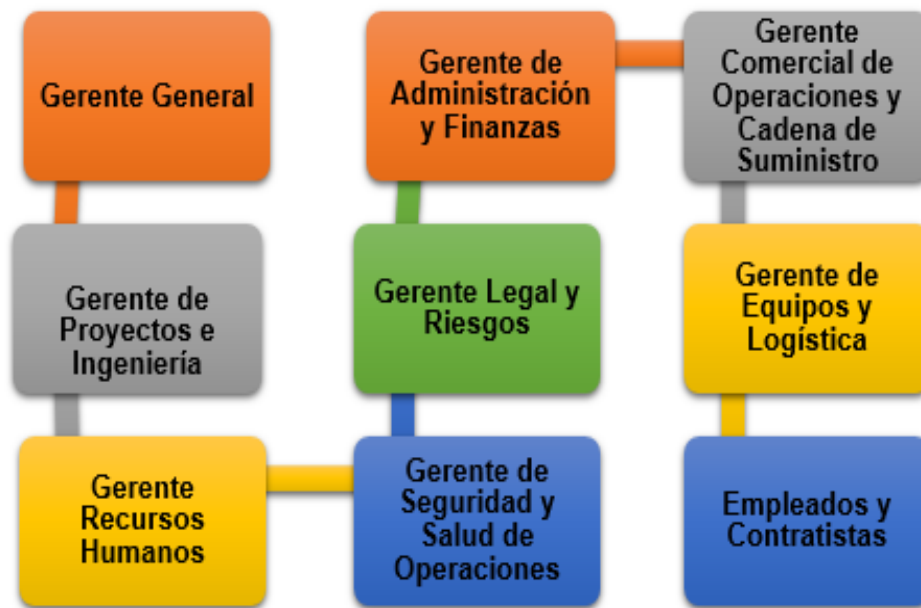 Gerente General
Gerente de
Proyectos e
Ingeniería
Gerente
Recursos
Humanos
Gerente de
Seguridad y
Salud de
Operaciones
Gerente Legal y
Riesgos
Gerente de
Administración
y Finanzas
Gerente
Comercial de
Operaciones y
Cadena de
Suministro
Gerente de
Equipos y
Logística
Empleados y
Contratistas